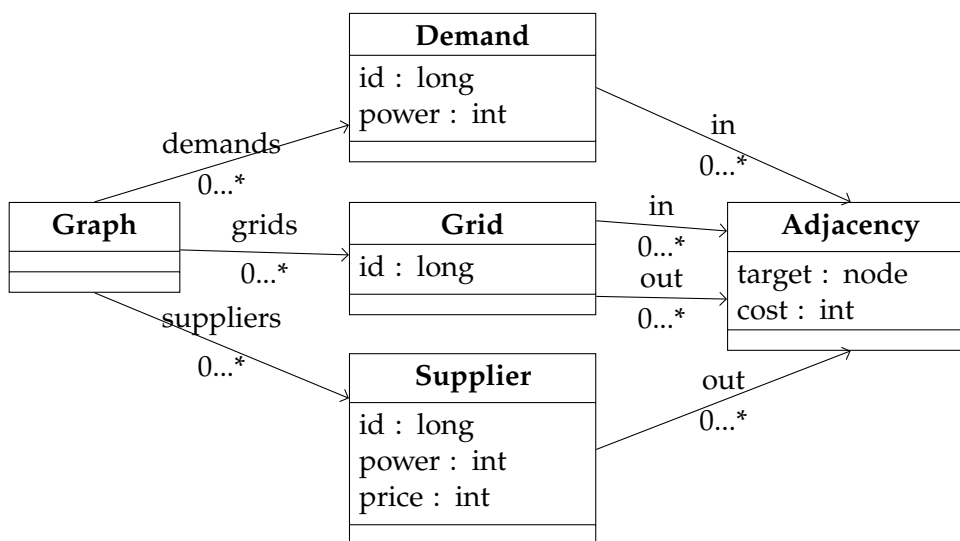 Demand
id : long
power : int
demands
0...*
in
0...*
Graph
grids
0...*
Grid
id : long
in
0...*
out
0...*
Adjacency
target : node
cost : int
suppliers
0...*
Supplier
id : long
power : int
price : int
out
0...*